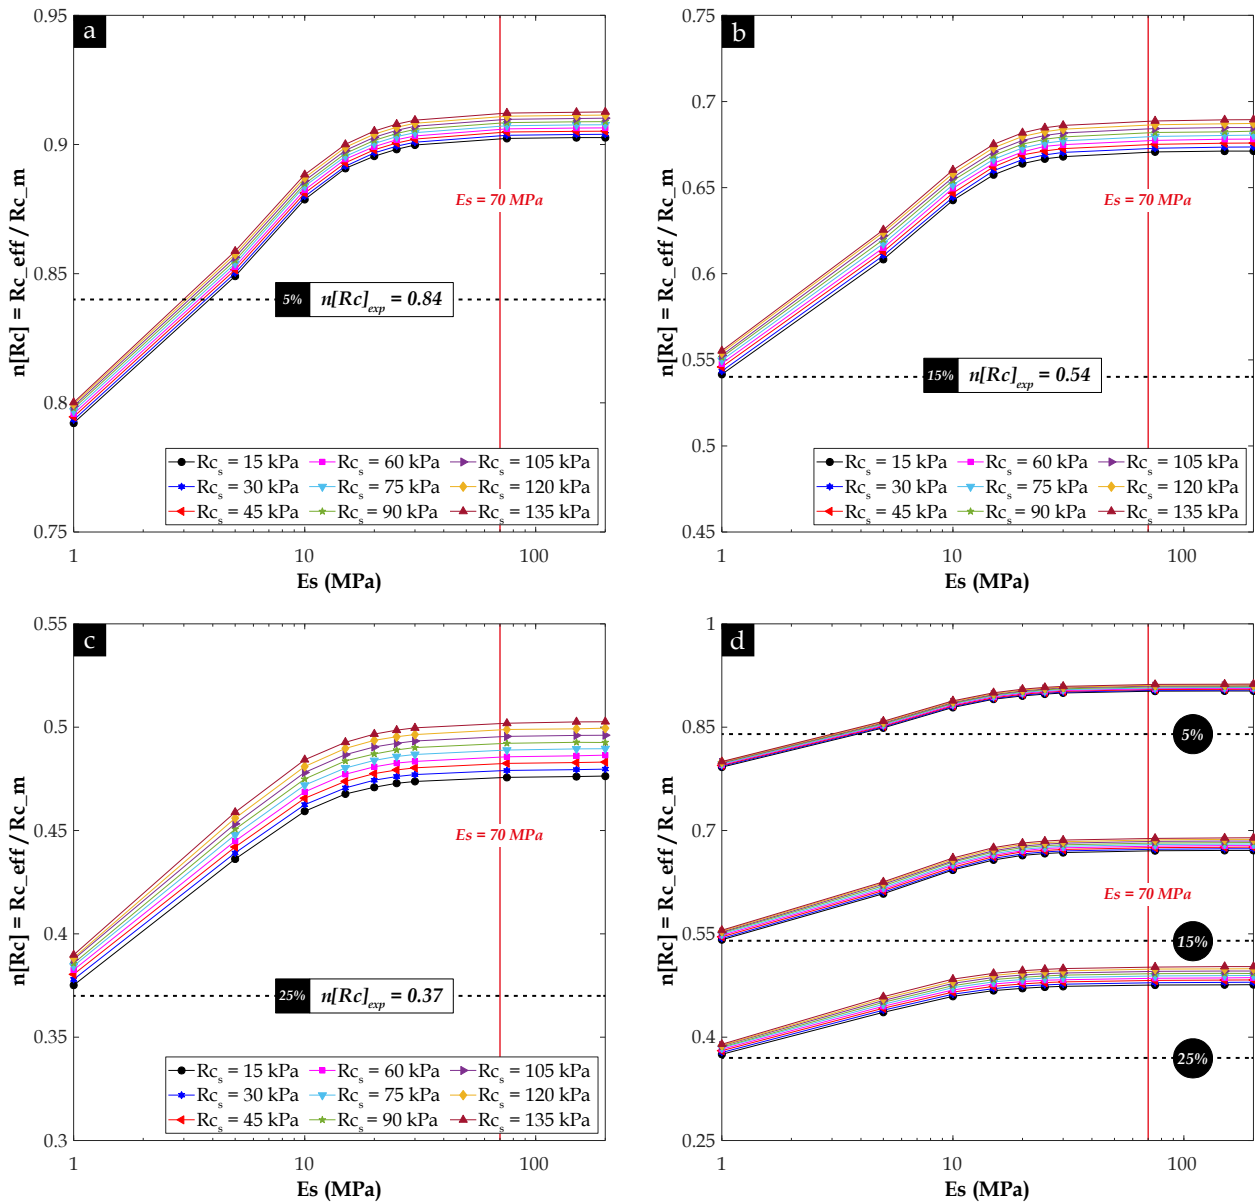 a
0.95
0.9
0.85
0.8
0.75
n[Rc] = Rc_eff / Rc_m
Es = 70 MPa
5% n[Rc]exp = 0.84
Rcs = 15 kPa Rcs = 60 kPa Rcs = 105 kPa
Rcs = 30 kPa Rcs = 75 kPa Rcs = 120 kPa
Rcs = 45 kPa Rcs = 90 kPa Rcs = 135 kPa
1 10 100
Es (MPa)
b
0.75
0.7
0.65
0.6
0.55
0.5
0.45
n[Rc] = Rc_eff / Rc_m
Es = 70 MPa
15% n[Rc]exp = 0.54
Rcs = 15 kPa Rcs = 60 kPa Rcs = 105 kPa
Rcs = 30 kPa Rcs = 75 kPa Rcs = 120 kPa
Rcs = 45 kPa Rcs = 90 kPa Rcs = 135 kPa
1 10 100
Es (MPa)
c
0.55
0.5
0.45
0.4
0.35
0.3
n[Rc] = Rc_eff / Rc_m
Es = 70 MPa
25% n[Rc]exp = 0.37
Rcs = 15 kPa Rcs = 60 kPa Rcs = 105 kPa
Rcs = 30 kPa Rcs = 75 kPa Rcs = 120 kPa
Rcs = 45 kPa Rcs = 90 kPa Rcs = 135 kPa
1 10 100
Es (MPa)
d
1
0.85
0.7
0.55
0.4
0.25
n[Rc] = Rc_eff / Rc_m
5%
Es = 70 MPa
15%
25%
1 10 100
Es (MPa)